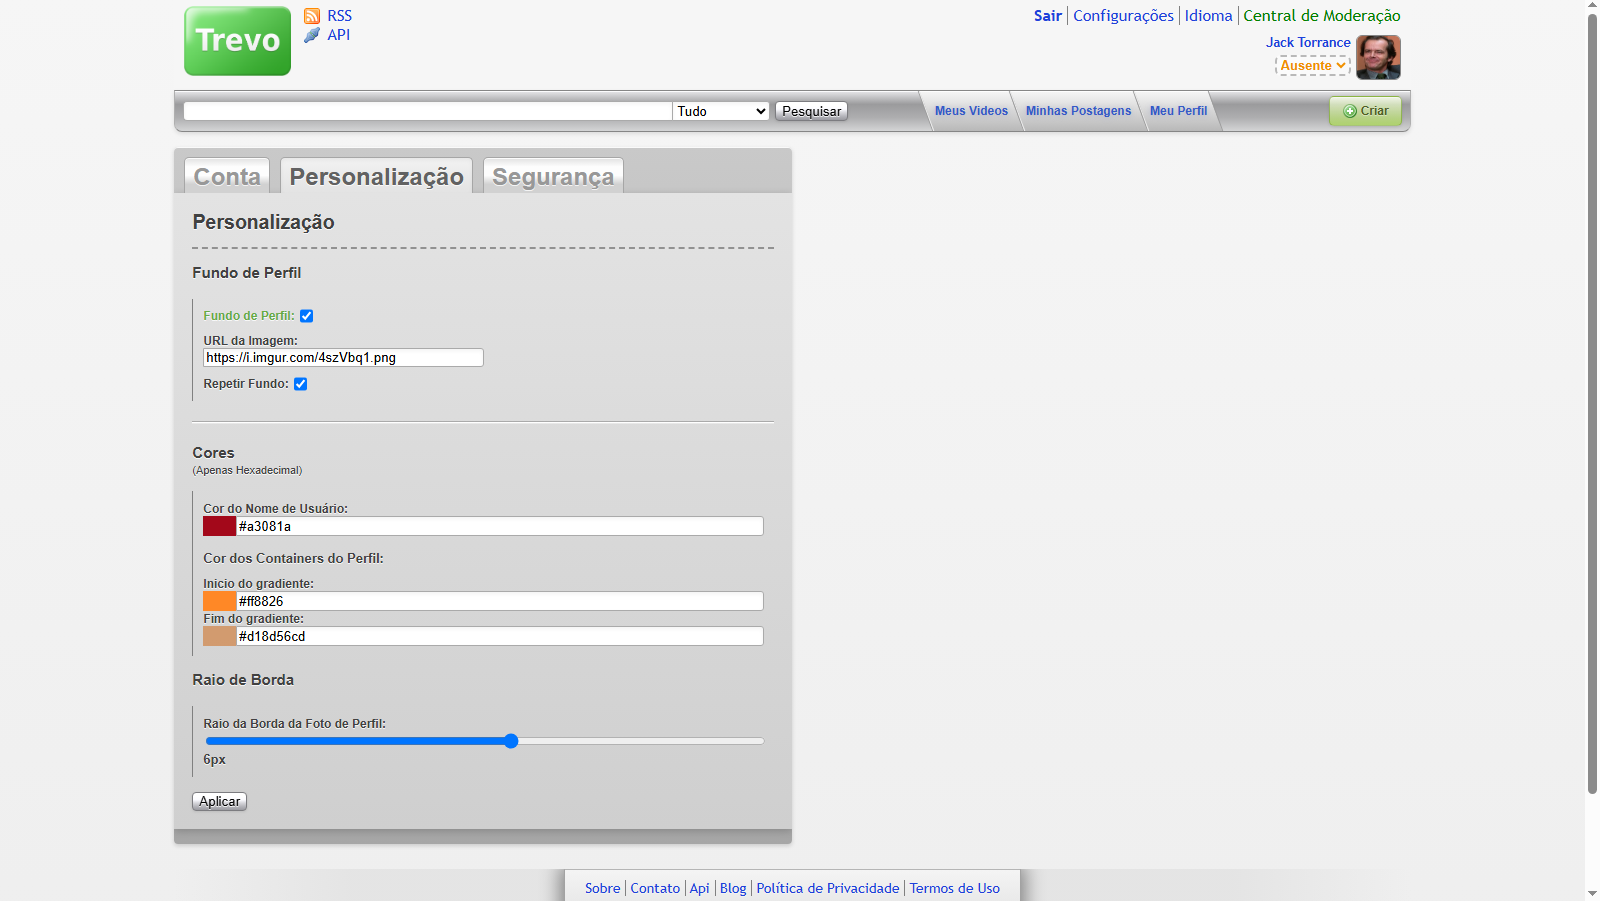 Trevo
RSS
API
Sair Configurações Idioma Central de Moderação
Jack Torrance
Ausente
Tudo
Pesquisar
Meus Videos
Minhas Postagens
Meu Perfil
Criar
Conta
Personalização
Segurança
Personalização
Fundo de Perfil
Fundo de Perfil:
URL da Imagem:
https://i.imgur.com/4szVbq1.png
Repetir Fundo:
Cores
(Apenas Hexadecimal)
Cor do Nome de Usuário:
#a3081a
Cor dos Containers do Perfil:
Inicio do gradiente:
#ff8826
Fim do gradiente:
#d18d56cd
Raio de Borda
Raio da Borda da Foto de Perfil:
6px
Aplicar
Sobre Contato Api Blog Política de Privacidade Termos de Uso